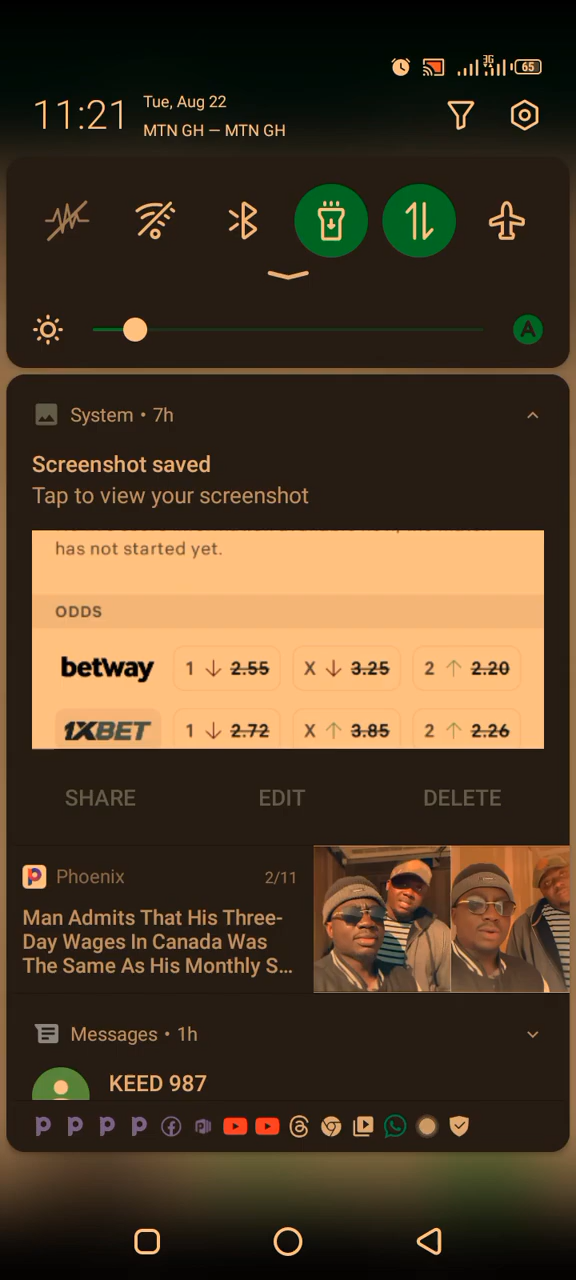 3G
65
11:21
Tue, Aug 22
MTN GH — MTN GH
A
System • 7h
Screenshot saved
Tap to view your screenshot
has not started yet.
ODDS
betway 1 ↓ 2.55 X ↓ 3.25 2 ↑ 2.20
1XBET 1 ↓ 2.72 X ↑ 3.85 2 ↑ 2.26
SHARE EDIT DELETE
Phoenix 2/11
Man Admits That His Three-
Day Wages In Canada Was
The Same As His Monthly S...
Messages • 1h
KEED 987